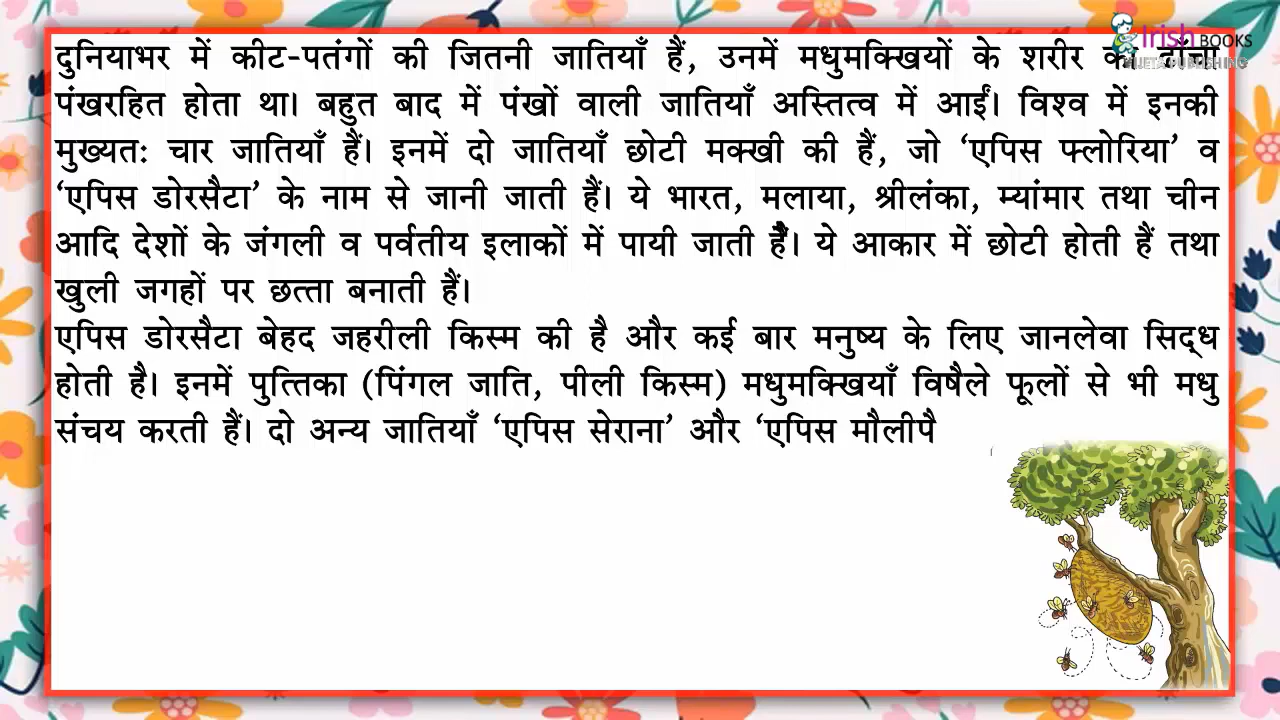 Irish BOOKS
दुनियाभर में कीट-पतंगों की जितनी जातियाँ हैं, उनमें मधुमक्खियों के शरीर का
पंखरहित होता था। बहुत बाद में पंखों वाली जातियाँ अस्तित्व में आईं। विश्व में इनकी
मुख्यतः चार जातियाँ हैं। इनमें दो जातियाँ छोटी मक्खी की हैं, जो ‘एपिस फ्लोरिया’ व
‘एपिस डोरसैटा’ के नाम से जानी जाती हैं। ये भारत, मलाया, श्रीलंका, म्यांमार तथा चीन
आदि देशों के जंगली व पर्वतीय इलाकों में पायी जाती हैं। ये आकार में छोटी होती हैं तथा
खुली जगहों पर छत्ता बनाती हैं।
एपिस डोरसैटा बेहद जहरीली किस्म की है और कई बार मनुष्य के लिए जानलेवा सिद्ध
होती है। इनमें पुत्तिका (पिंगल जाति, पीली किस्म) मधुमक्खियाँ विषैले फूलों से भी मधु
संचय करती हैं। दो अन्य जातियाँ ‘एपिस सेराना’ और ‘एपिस मौलीपै